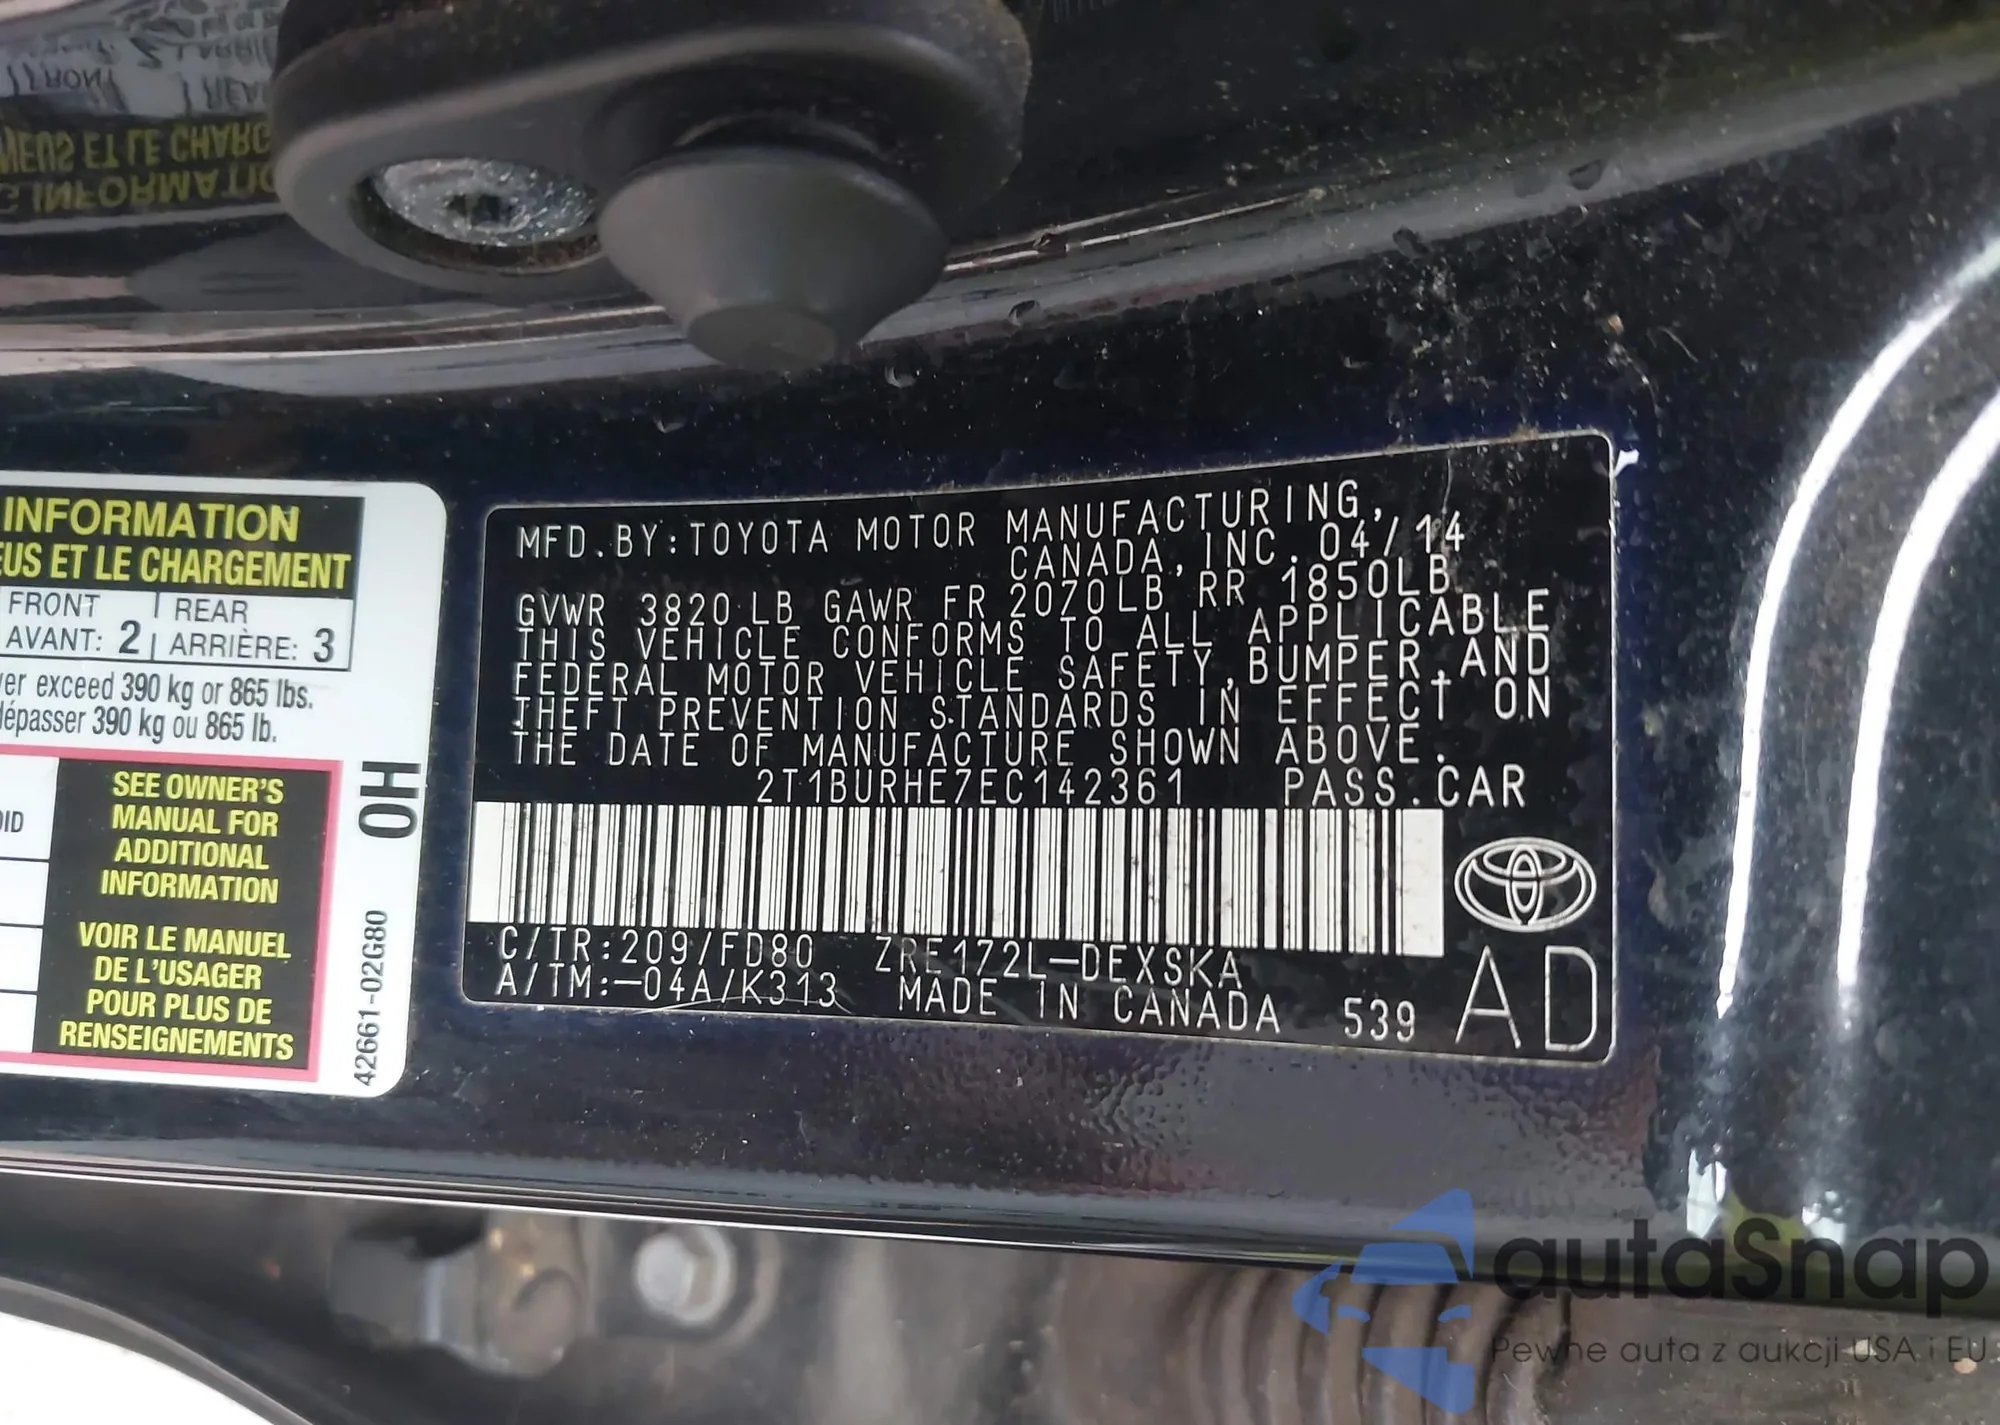 INFORMATION
EUS ET LE CHARGEMENT
FRONT REAR
AVANT: 2 ARRIÈRE: 3
ver exceed 390 kg or 865 lbs.
dépasser 390 kg ou 865 lb.
SEE OWNER'S
MANUAL FOR
ADDITIONAL
INFORMATION
VOIR LE MANUEL
DE L'USAGER
POUR PLUS DE
RENSEIGNEMENTS
OH
42661-02G80
MFD.BY:TOYOTA MOTOR MANUFACTURING,
CANADA,INC. 04/14
GVWR 3820 LB GAWR FR 2070LB RR 1850LB
THIS VEHICLE CONFORMS TO ALL APPLICABLE
FEDERAL MOTOR VEHICLE SAFETY,BUMPER,AND
THEFT PREVENTION STANDARDS IN EFFECT ON
THE DATE OF MANUFACTURE SHOWN ABOVE.
2T1BURHE7EC142361 PASS.CAR
C/TR:209/FD80 ZRE172L-DEXSKA
A/TM:-04A/K313 MADE IN CANADA 539
AD
autaSnap
Pewne auta z aukcji USA i EU